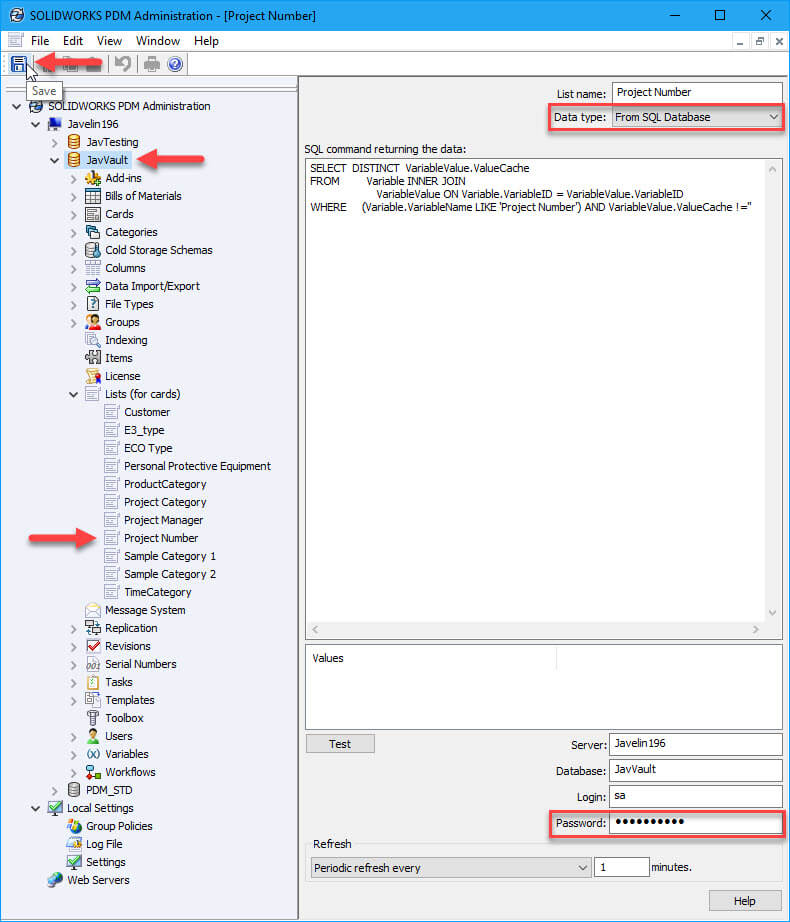 SOLIDWORKS PDM Administration - [Project Number]
File Edit View Window Help
Save
SOLIDWORKS PDM Administration
Javelin196
JavTesting
JavVault
Add-ins
Bills of Materials
Cards
Categories
Cold Storage Schemas
Columns
Data Import/Export
File Types
Groups
Indexing
Items
License
Lists (for cards)
Customer
E3_type
ECO Type
Personal Protective Equipment
ProductCategory
Project Category
Project Manager
Project Number
Sample Category 1
Sample Category 2
TimeCategory
Message System
Replication
Revisions
Serial Numbers
Tasks
Templates
Toolbox
Users
Variables
Workflows
PDM_STD
Local Settings
Group Policies
Log File
Settings
Web Servers
List name: Project Number
Data type: From SQL Database
SQL command returning the data:
SELECT DISTINCT VariableValue.ValueCache
FROM Variable INNER JOIN
VariableValue ON Variable.VariableID = VariableValue.VariableID
WHERE (Variable.VariableName LIKE 'Project Number') AND VariableValue.ValueCache !=''
Values
Test
Server: Javelin196
Database: JavVault
Login: sa
Password: ••••••••••
Refresh
Periodic refresh every 1 minutes.
Help